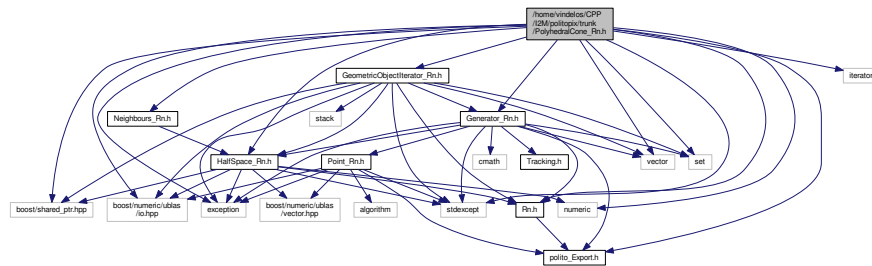 /home/vindelos/CPP
/I2M/politopix/trunk
/PolyhedralCone_Rn.h
GeometricObjectIterator_Rn.h
iterator
Neighbours_Rn.h
stack
Generator_Rn.h
HalfSpace_Rn.h
Point_Rn.h
cmath
Tracking.h
vector
set
boost/shared_ptr.hpp
boost/numeric/ublas
/io.hpp
exception
boost/numeric/ublas
/vector.hpp
algorithm
stdexcept
Rn.h
numeric
polito_Export.h